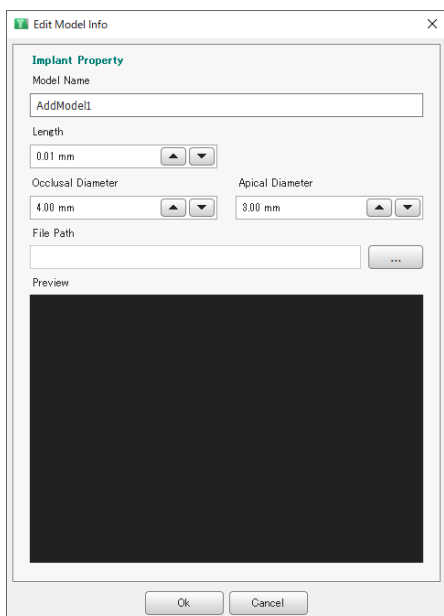 Edit Model Info
Implant Property
Model Name
AddModel1
Length
0.01 mm
Occlusal Diameter
Apical Diameter
4.00 mm
3.00 mm
File Path
...
Preview
Ok
Cancel